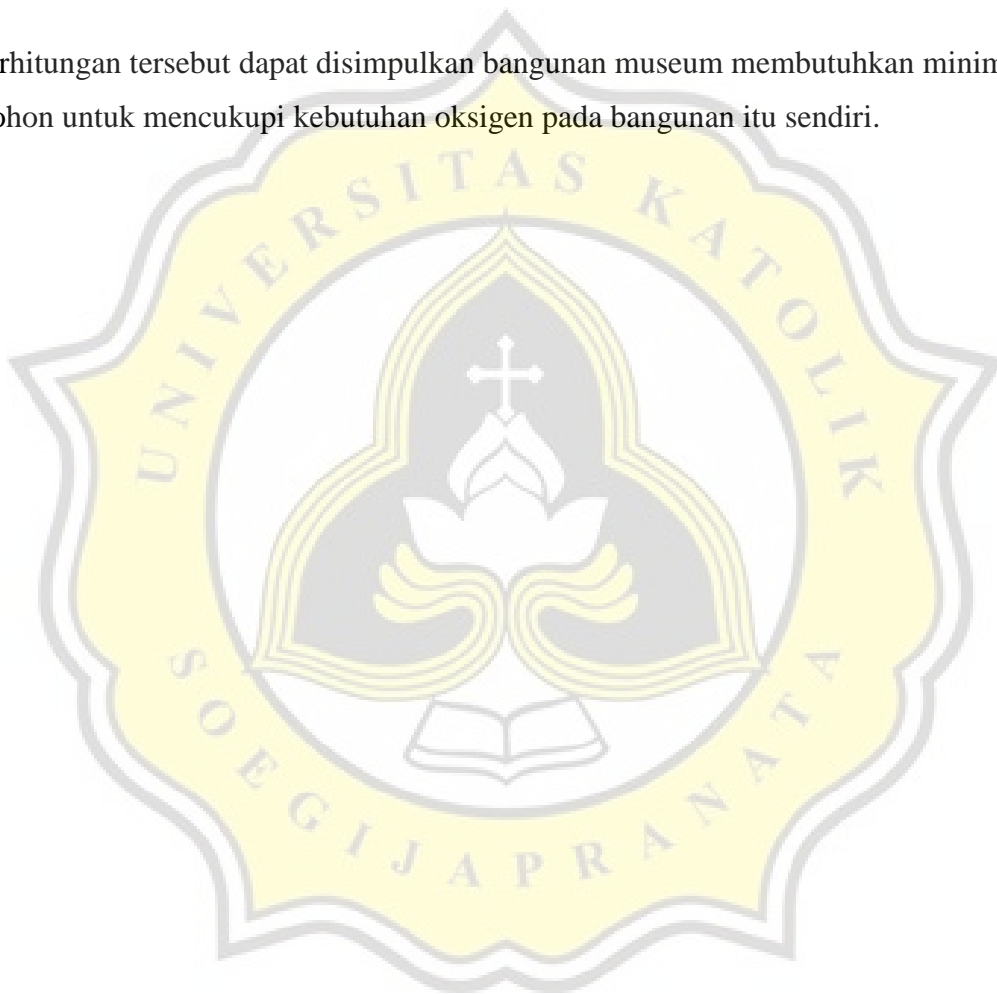 rhitungan tersebut dapat disimpulkan bangunan museum membutuhkan minim
ohon untuk mencukupi kebutuhan oksigen pada bangunan itu sendiri.
UNIVERSITAS KATOLIK
SOEGIJAPRANATA